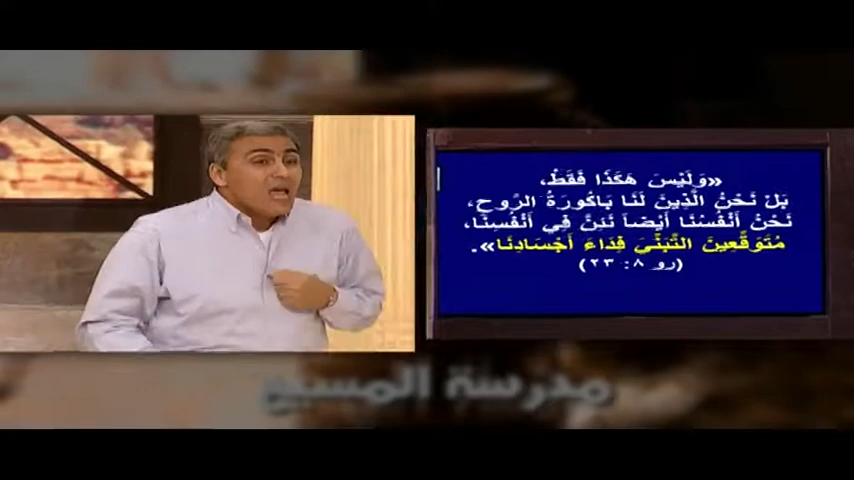 «وَلَيْسَ هَكَذَا فَقَطْ،
بَلْ نَحْنُ الَّذِينَ لَنَا بَاكُورَةُ الرُّوحِ،
نَحْنُ أَنْفُسُنَا أَيْضاً نَئِنُّ فِي أَنْفُسِنَا،
مُتَوَقِّعِينَ التَّبَنِّيَ فِدَاءَ أَجْسَادِنَا».
(رو ٨: ٢٣)
مدرسة المسيح